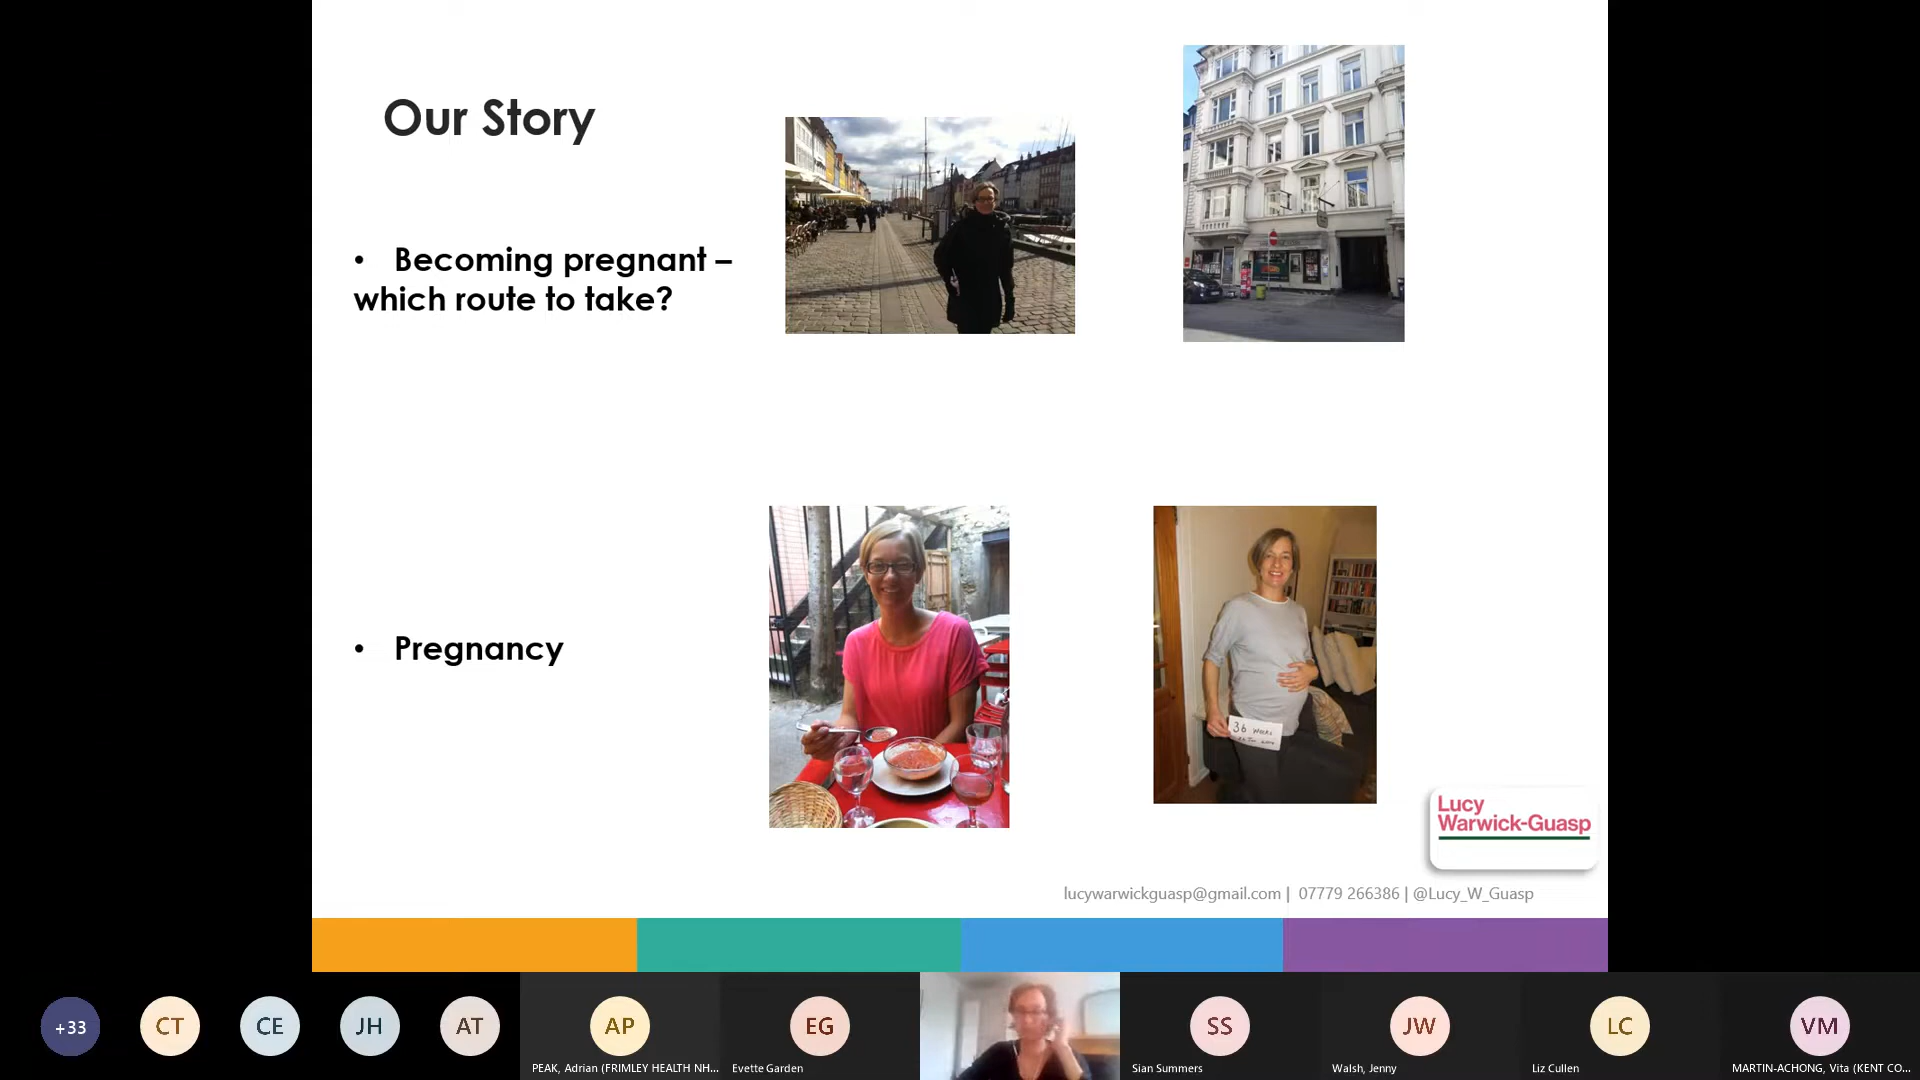 Our Story
• Becoming pregnant –
which route to take?
• Pregnancy
36 weeks
Lucy
Warwick-Guasp
lucywarwickguasp@gmail.com | 07779 266386 | @Lucy_W_Guasp
+33
CT
CE
JH
AT
AP
EG
SS
JW
LC
VM
PEAK, Adrian (FRIMLEY HEALTH NH...
Evette Garden
Sian Summers
Walsh, Jenny
Liz Cullen
MARTIN-ACHONG, Vita (KENT CO...